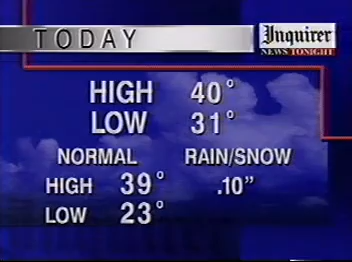 TODAY
Inquirer
NEWS TONIGHT
HIGH 40°
LOW 31°
NORMAL RAIN/SNOW
HIGH 39° .10"
LOW 23°